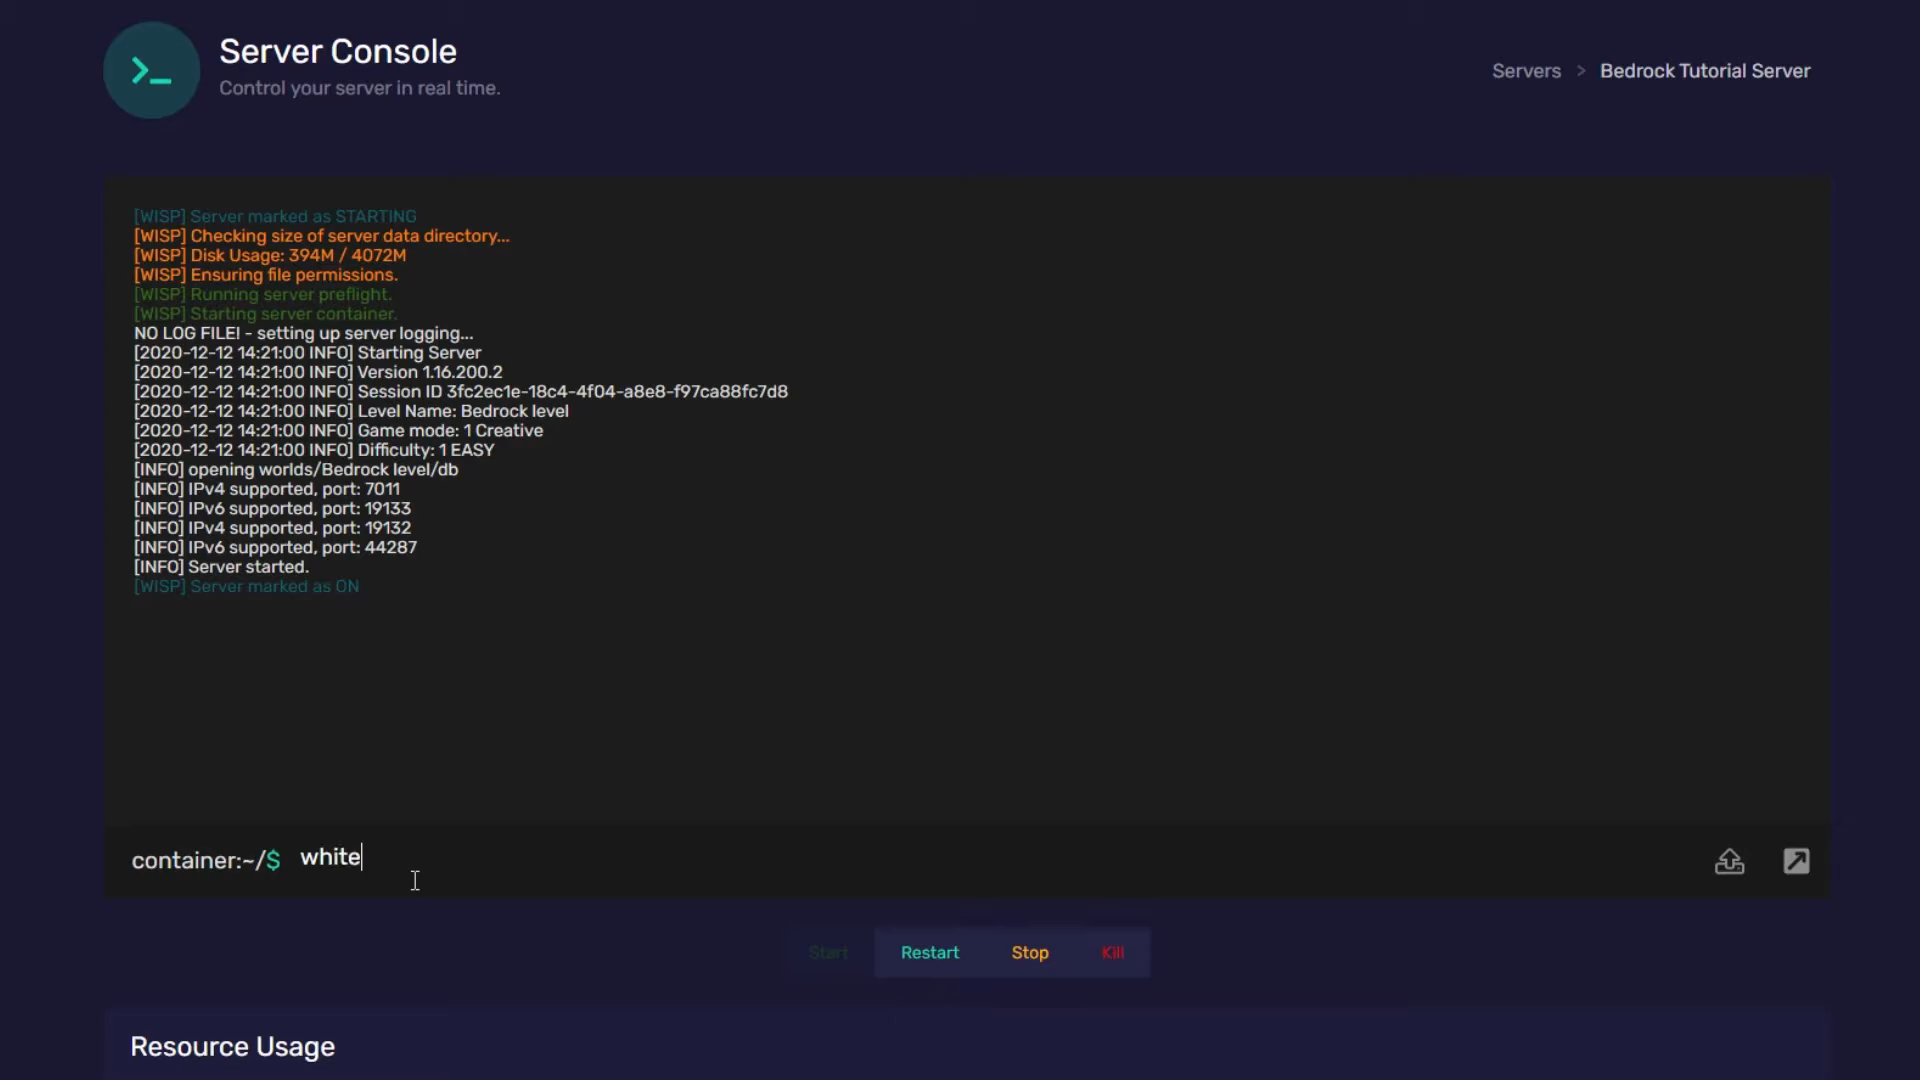 Server Console
Control your server in real time.
Servers > Bedrock Tutorial Server
[WISP] Server marked as STARTING
[WISP] Checking size of server data directory...
[WISP] Disk Usage: 394M / 4072M
[WISP] Ensuring file permissions.
[WISP] Running server preflight.
[WISP] Starting server container.
NO LOG FILE! - setting up server logging...
[2020-12-12 14:21:00 INFO] Starting Server
[2020-12-12 14:21:00 INFO] Version 1.16.200.2
[2020-12-12 14:21:00 INFO] Session ID 3fc2ec1e-18c4-4f04-a8e8-f97ca88fc7d8
[2020-12-12 14:21:00 INFO] Level Name: Bedrock level
[2020-12-12 14:21:00 INFO] Game mode: 1 Creative
[2020-12-12 14:21:00 INFO] Difficulty: 1 EASY
[INFO] opening worlds/Bedrock level/db
[INFO] IPv4 supported, port: 7011
[INFO] IPv6 supported, port: 19133
[INFO] IPv4 supported, port: 19132
[INFO] IPv6 supported, port: 44287
[INFO] Server started.
[WISP] Server marked as ON
container:~/$ white
Start Restart Stop Kill
Resource Usage